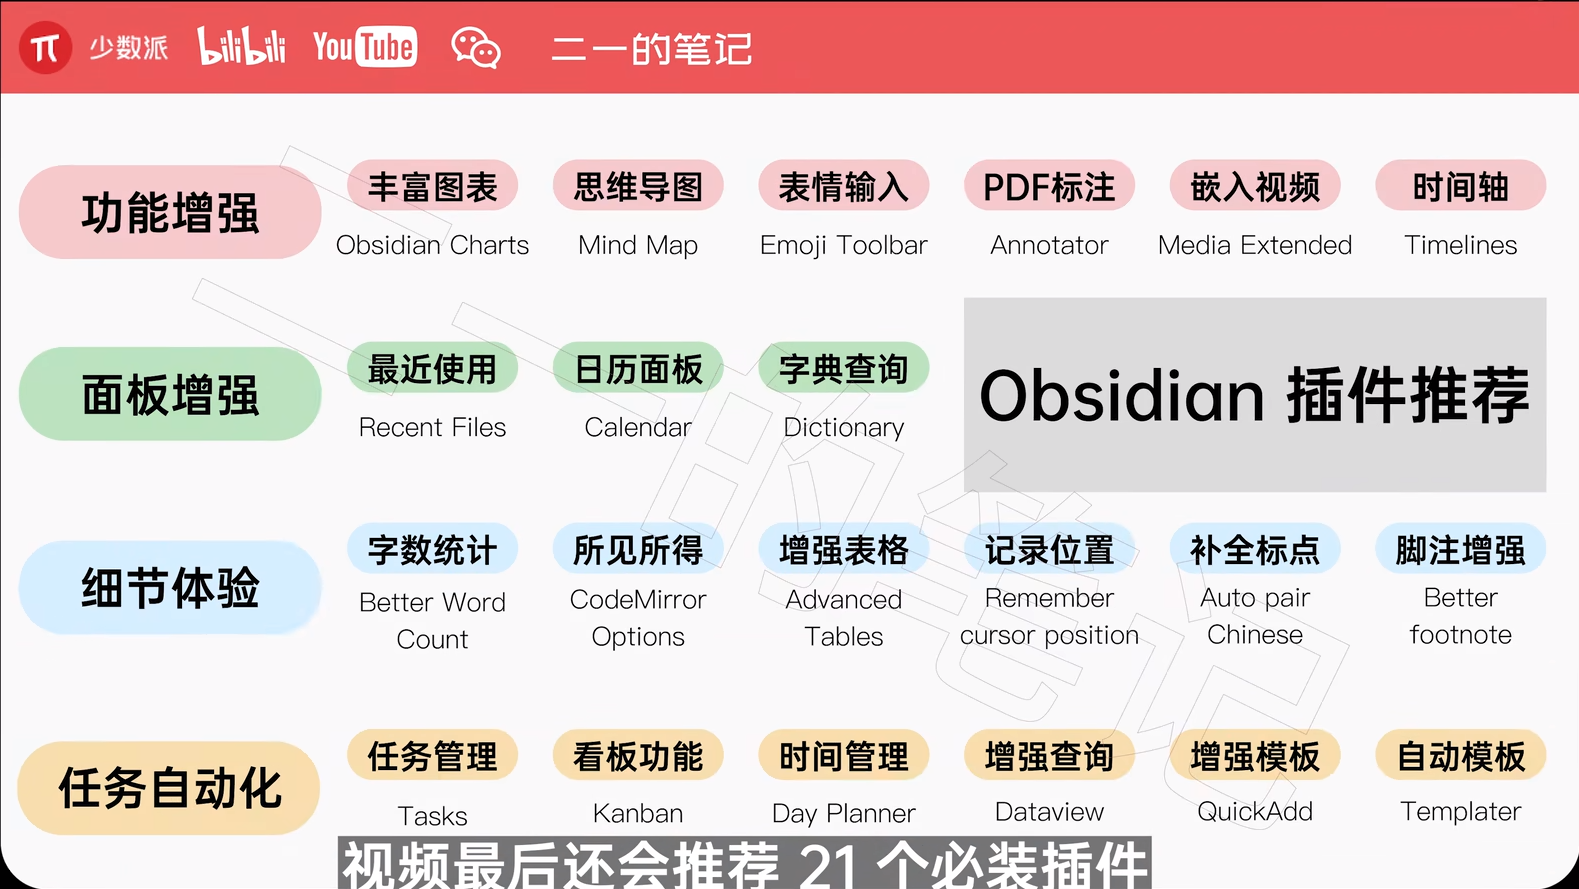 少数派 bilibili YouTube 二一的笔记
功能增强
丰富图表 思维导图 表情输入 PDF标注 嵌入视频 时间轴
Obsidian Charts Mind Map Emoji Toolbar Annotator Media Extended Timelines
面板增强
最近使用 日历面板 字典查询
Recent Files Calendar Dictionary
Obsidian 插件推荐
细节体验
字数统计 所见所得 增强表格 记录位置 补全标点 脚注增强
Better Word CodeMirror Advanced Remember Auto pair Better
Count Options Tables cursor position Chinese footnote
任务自动化
任务管理 看板功能 时间管理 增强查询 增强模板 自动模板
Tasks Kanban Day Planner Dataview QuickAdd Templater
视频最后还会推荐 21 个必装插件
二一的笔记